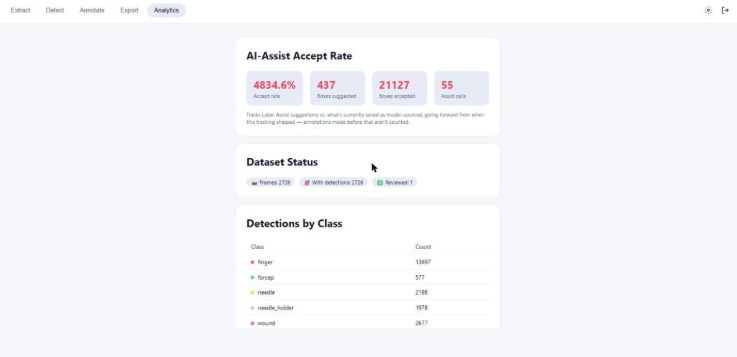 Extract Detect Annotate Export Analytics
AI-Assist Accept Rate
4834.6% 437 21127 55
Accept rate Boxes suggested Boxes accepted Assist calls
Tracks Label Assist suggestions vs. what's currently saved as model-sourced, going forward from when
this tracking shipped — annotations made before that aren't counted.
Dataset Status
Frames: 2726 With detections: 2726 Reviewed: 1
Detections by Class
Class Count
finger 13697
forcep 577
needle 2198
needle_holder 1978
wound 2677